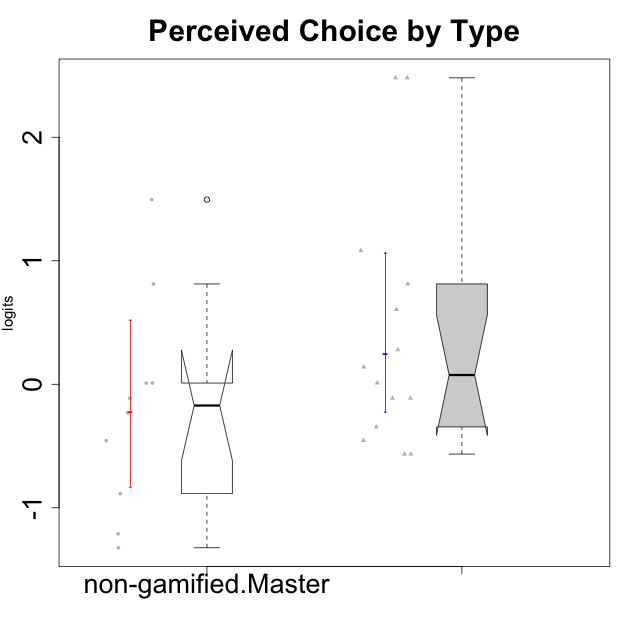 Perceived Choice by Type
2
1
logits
0
-1
non-gamified.Master